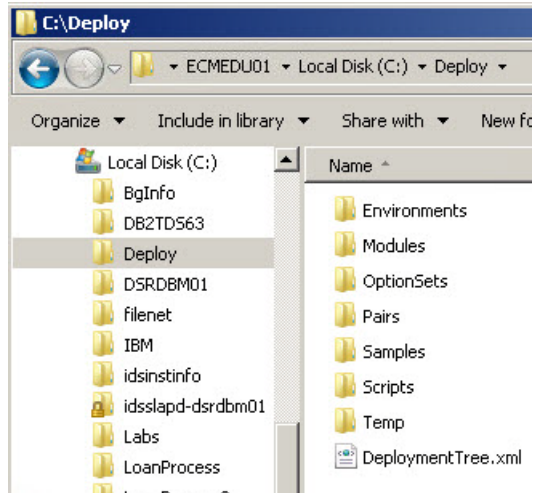 C:\Deploy
ECMEDU01 Local Disk (C:) Deploy
Organize Include in library Share with New fo
Local Disk (C:)
BgInfo
DB2TDS63
Deploy
DSRDBM01
filenet
IBM
idsinstinfo
idsslapd-dsrdbm01
Labs
LoanProcess
Name
Environments
Modules
OptionSets
Pairs
Samples
Scripts
Temp
DeploymentTree.xml